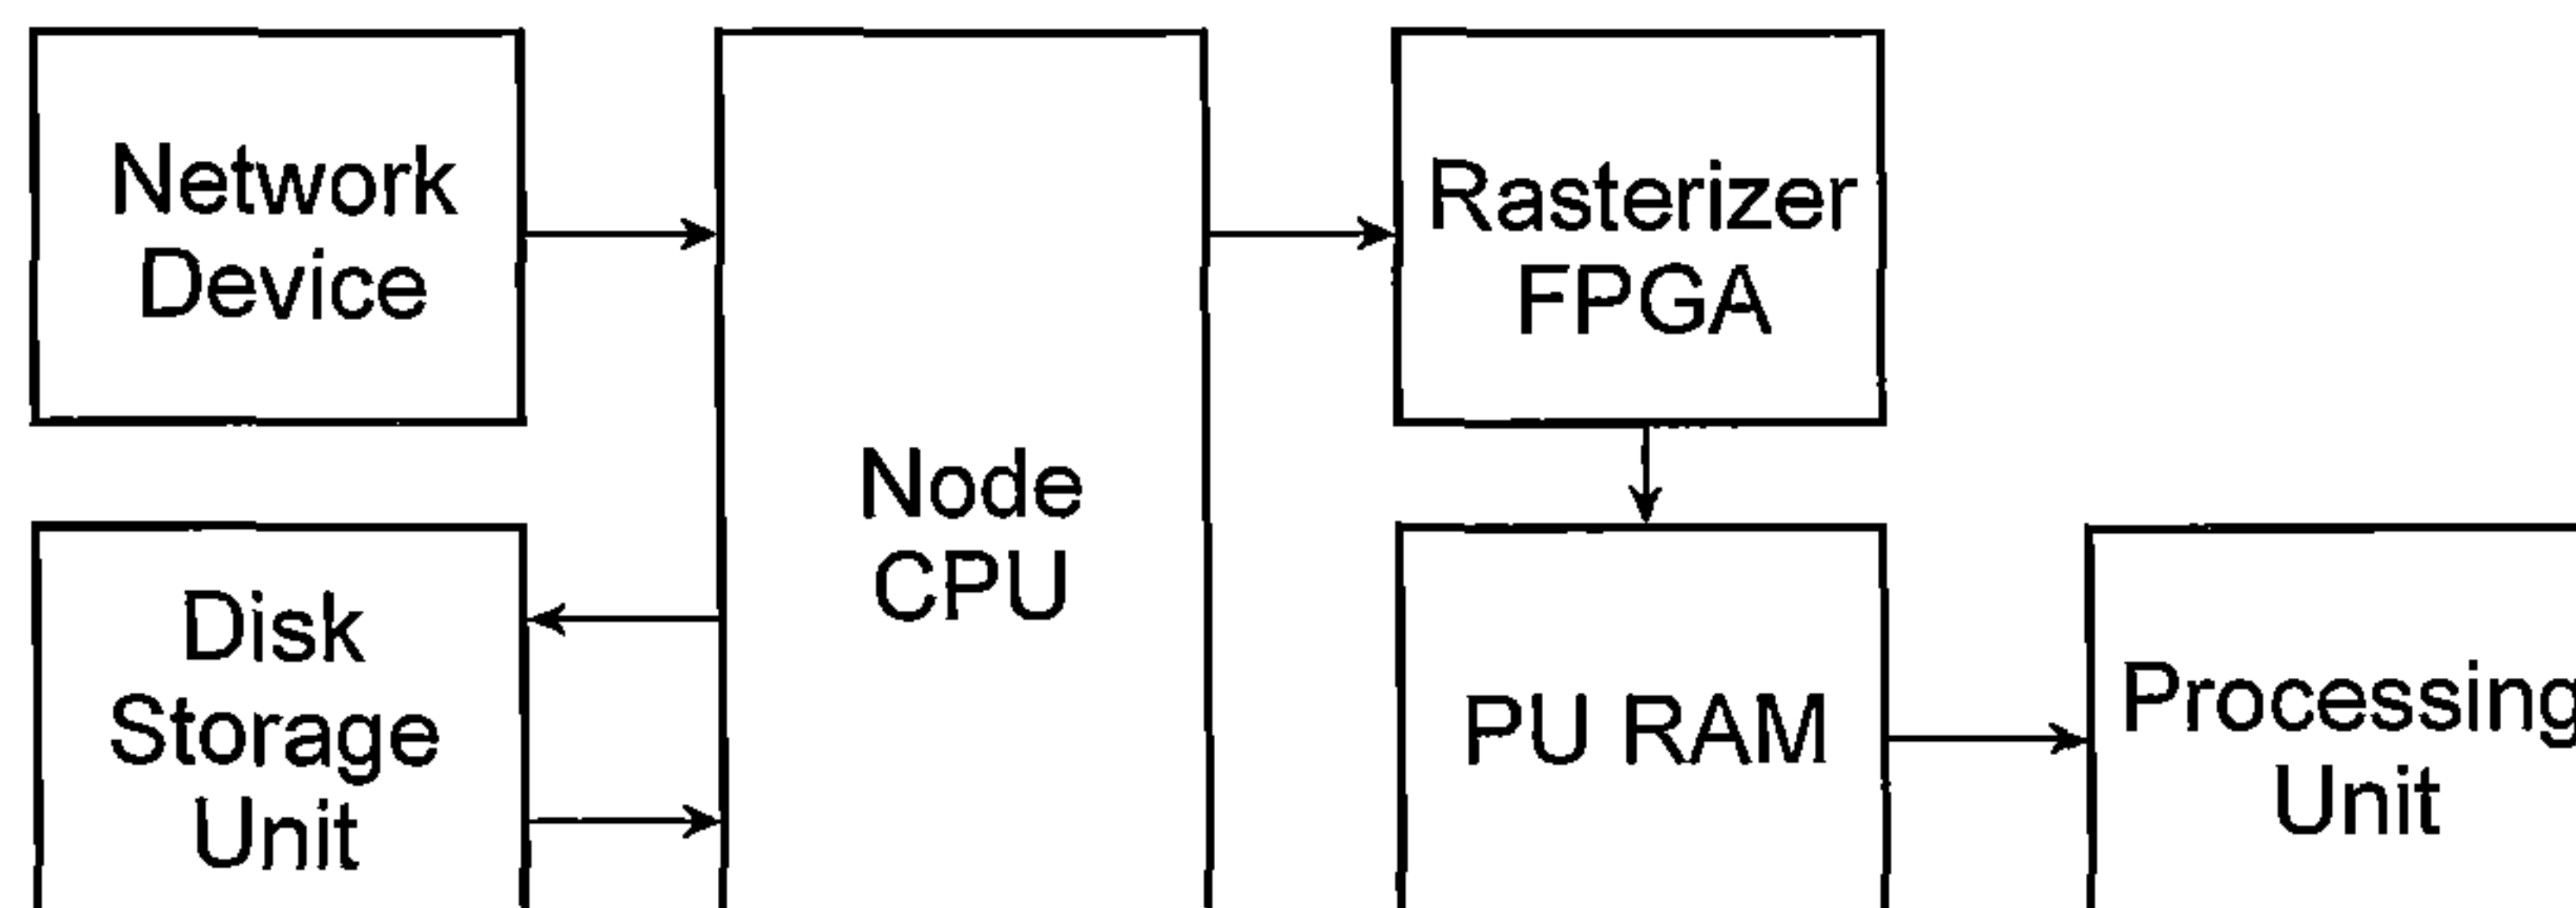 Network
Device
Node
CPU
Rasterizer
FPGA
Disk
Storage
Unit
PU RAM
Processing
Unit